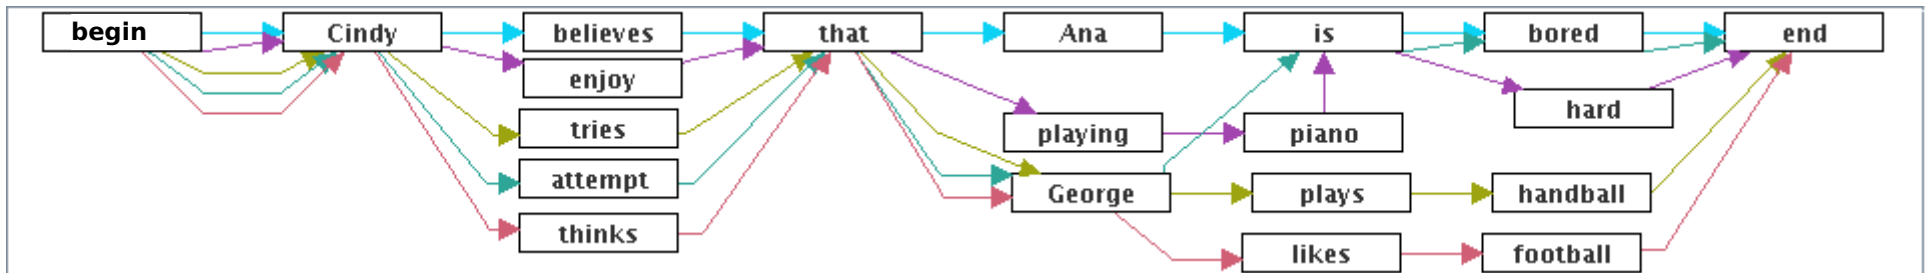 begin Cindy believes that Ana is bored end
enjoy
hard
tries playing piano
attempt George plays handball
thinks likes football